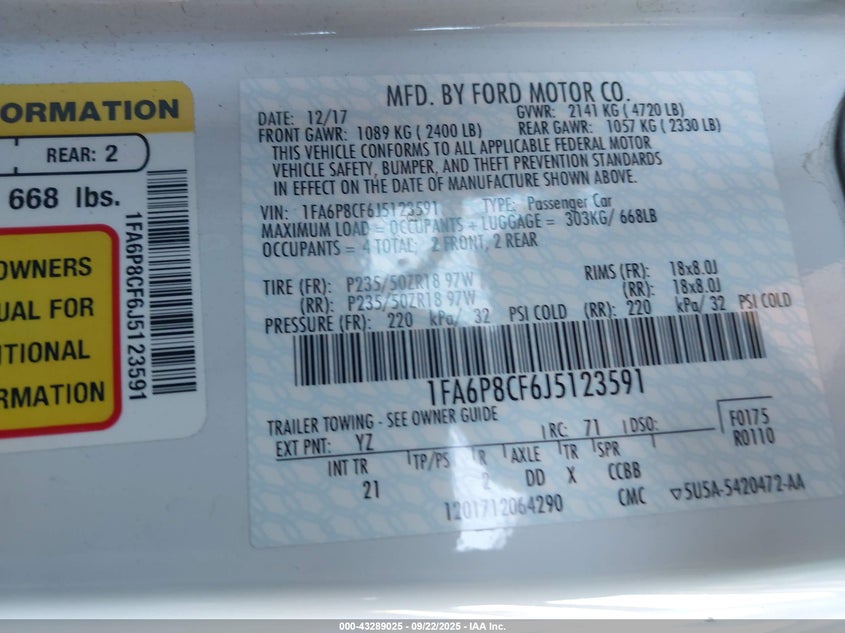 ORMATION
REAR: 2
668 lbs.
OWNERS
UAL FOR
ITIONAL
RMATION
1FA6P8CF6J5123591
MFD. BY FORD MOTOR CO.
DATE: 12/17 GVWR: 2141 KG ( 4720 LB)
FRONT GAWR: 1089 KG ( 2400 LB) REAR GAWR: 1057 KG ( 2330 LB)
THIS VEHICLE CONFORMS TO ALL APPLICABLE FEDERAL MOTOR
VEHICLE SAFETY, BUMPER, AND THEFT PREVENTION STANDARDS
IN EFFECT ON THE DATE OF MANUFACTURE SHOWN ABOVE.
VIN: 1FA6P8CF6J5123591 TYPE: Passenger Car
MAXIMUM LOAD = OCCUPANTS + LUGGAGE = 303KG/ 668LB
OCCUPANTS = 4 TOTAL; 2 FRONT, 2 REAR
TIRE (FR): P235/50ZR18 97W RIMS (FR): 18x8.0J
(RR): P235/50ZR18 97W (RR): 18x8.0J
PRESSURE (FR): 220 kPa/ 32 PSI COLD (RR): 220 kPa/ 32 PSI COLD
1FA6P8CF6J5123591
TRAILER TOWING - SEE OWNER GUIDE
EXT PNT: YZ RC: 71 DSO: F0175
INT TR TP/PS R AXLE TR SPR R0110
21 2 DD X CCBB
1201712064290 CMC 5U5A-5420472-AA
000-43289025 - 09/22/2025 - IAA Inc.